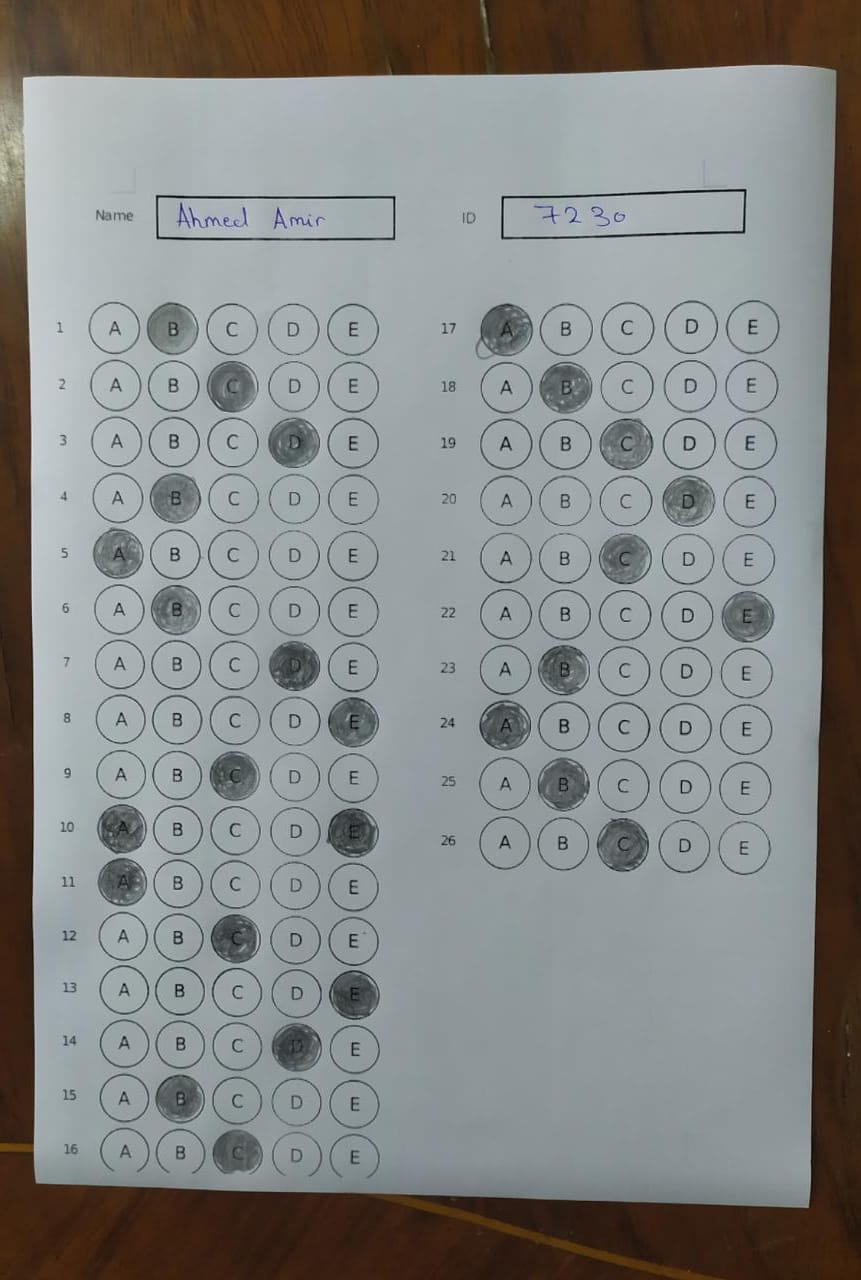 Name Ahmed Amir ID 7230
1 A B C D E 17 A B C D E
2 A B C D E 18 A B C D E
3 A B C D E 19 A B C D E
4 A B C D E 20 A B C D E
5 A B C D E 21 A B C D E
6 A B C D E 22 A B C D E
7 A B C D E 23 A B C D E
8 A B C D E 24 A B C D E
9 A B C D E 25 A B C D E
10 A B C D E 26 A B C D E
11 A B C D E
12 A B C D E
13 A B C D E
14 A B C D E
15 A B C D E
16 A B C D E